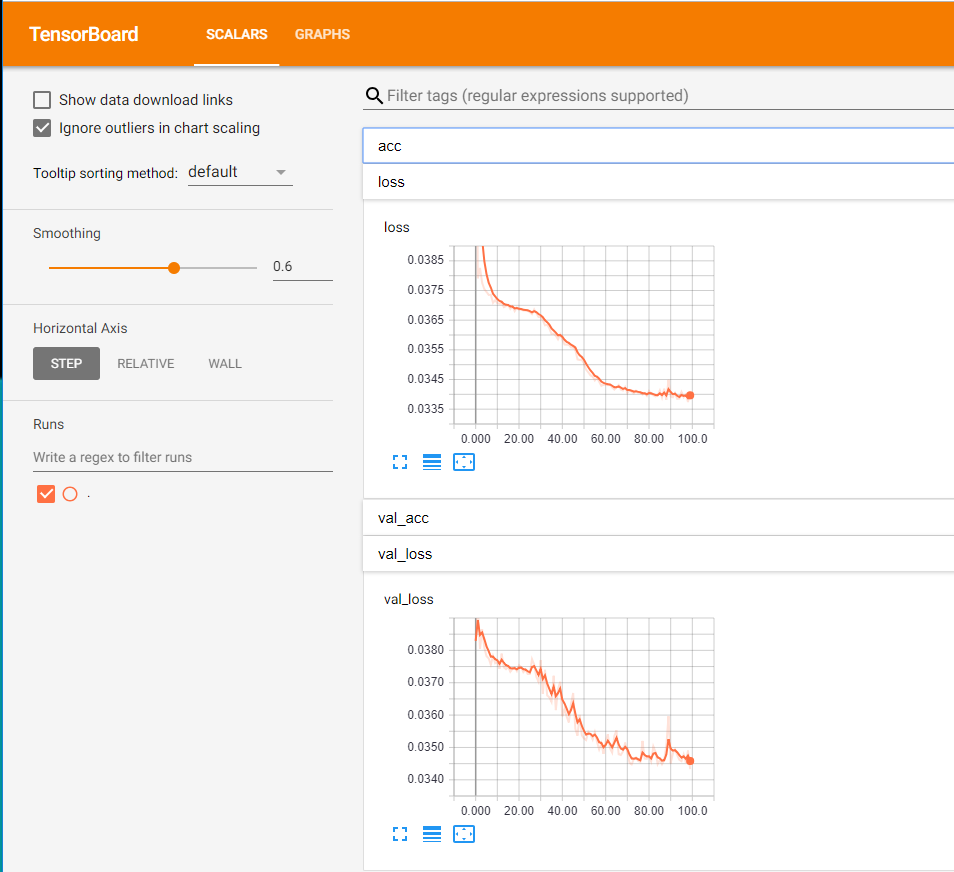 TensorBoard SCALARS GRAPHS
Show data download links
Ignore outliers in chart scaling
Tooltip sorting method: default
Smoothing
0.6
Horizontal Axis
STEP RELATIVE WALL
Runs
Write a regex to filter runs
.
Filter tags (regular expressions supported)
acc
loss
loss
0.0385
0.0375
0.0365
0.0355
0.0345
0.0335
0.000 20.00 40.00 60.00 80.00 100.0
val_acc
val_loss
val_loss
0.0380
0.0370
0.0360
0.0350
0.0340
0.000 20.00 40.00 60.00 80.00 100.0